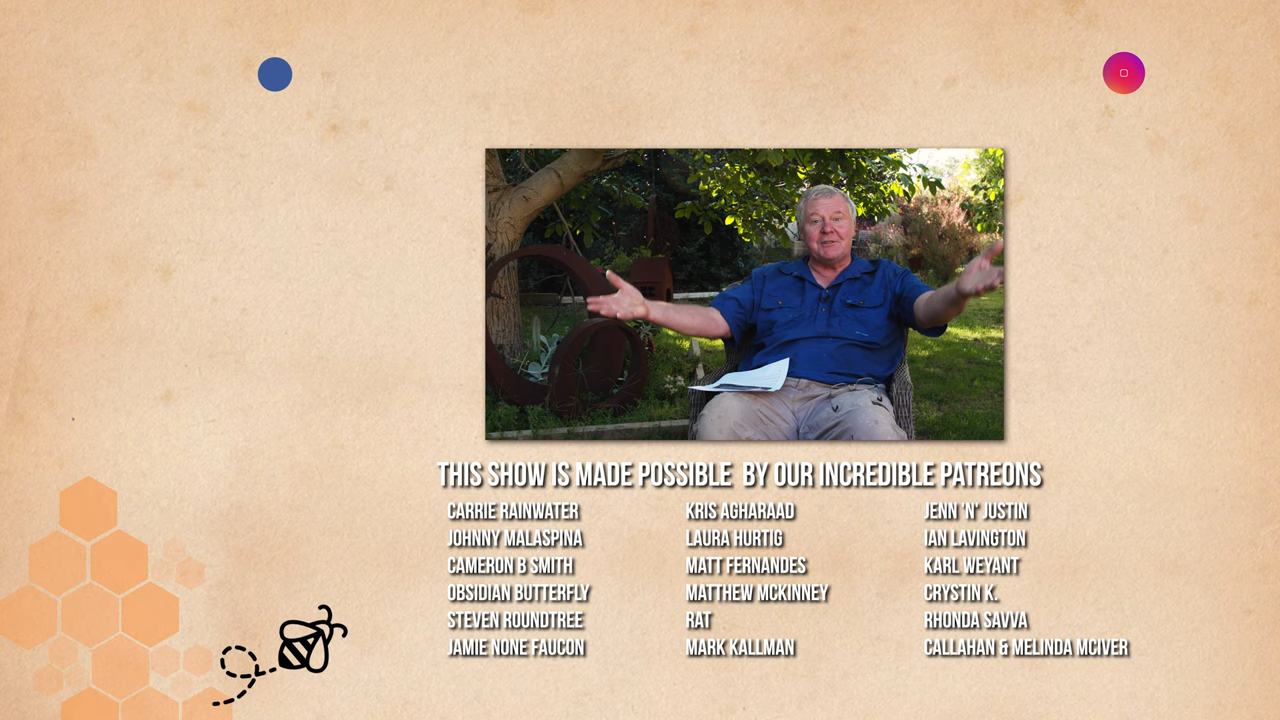 THIS SHOW IS MADE POSSIBLE BY OUR INCREDIBLE PATREONS
CARRIE RAINWATER
JOHNNY MALASPINA
CAMERON B SMITH
OBSIDIAN BUTTERFLY
STEVEN ROUNDTREE
JAMIE NONE FAUCON
KRIS AGHARAAD
LAURA HURTIG
MATT FERNANDES
MATTHEW MCKINNEY
RAT
MARK KALLMAN
JENN 'N' JUSTIN
IAN LAVINGTON
KARL WEYANT
CRYSTIN K.
RHONDA SAVVA
CALLAHAN & MELINDA MCIVER